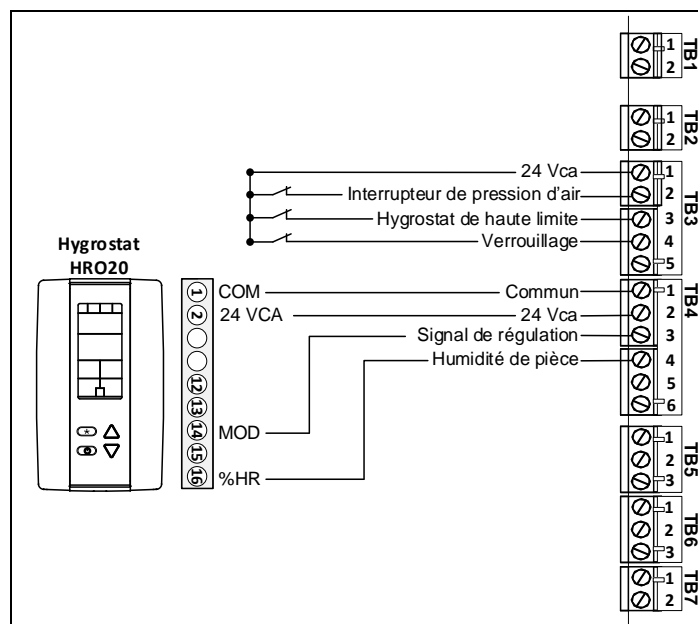 1
2
TB1
1
2
TB2
24 Vca
1
Interrupteur de pression d'air
2
Hygrostat de haute limite
3
Verrouillage
4
5
TB3
Hygrostat
HRO20
1
COM
Commun
1
2
24 VCA
24 Vca
2
Signal de régulation
3
Humidité de pièce
4
5
6
TB4
12
13
14
MOD
15
16
%HR
1
2
3
TB5
1
2
3
TB6
1
2
TB7